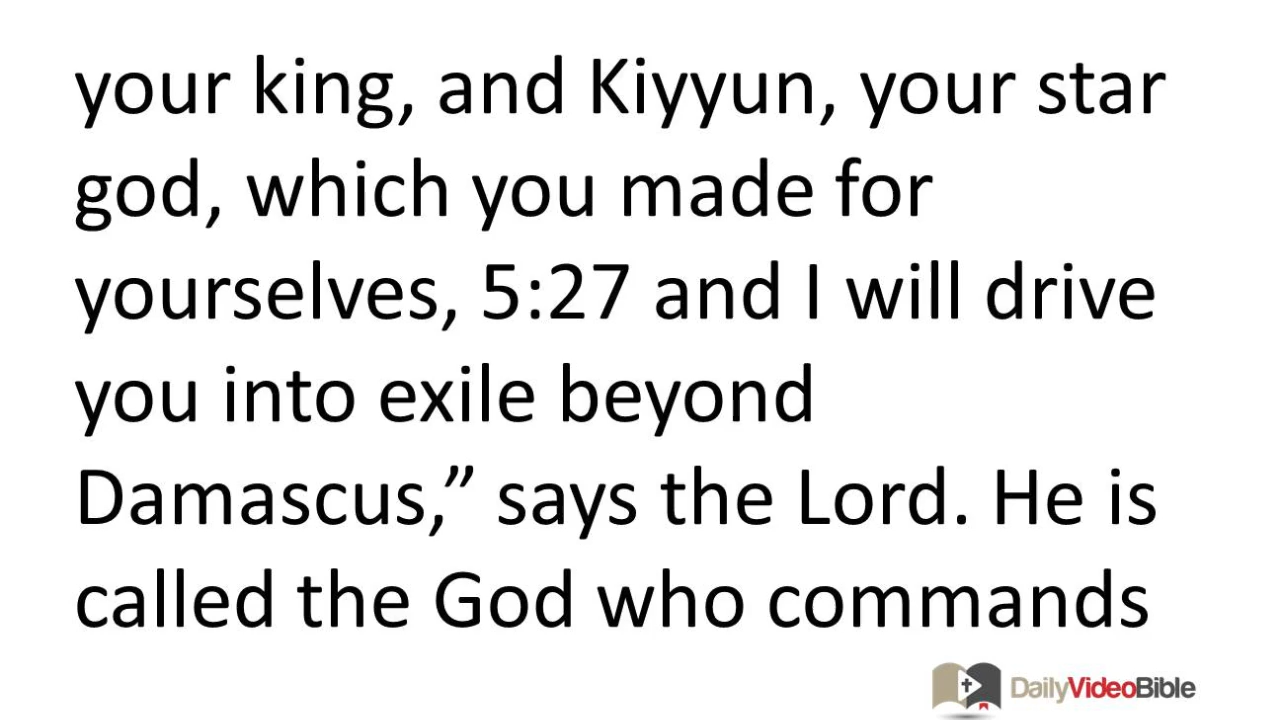 your king, and Kiyyun, your star
god, which you made for
yourselves, 5:27 and I will drive
you into exile beyond
Damascus,” says the Lord. He is
called the God who commands
DailyVideoBible